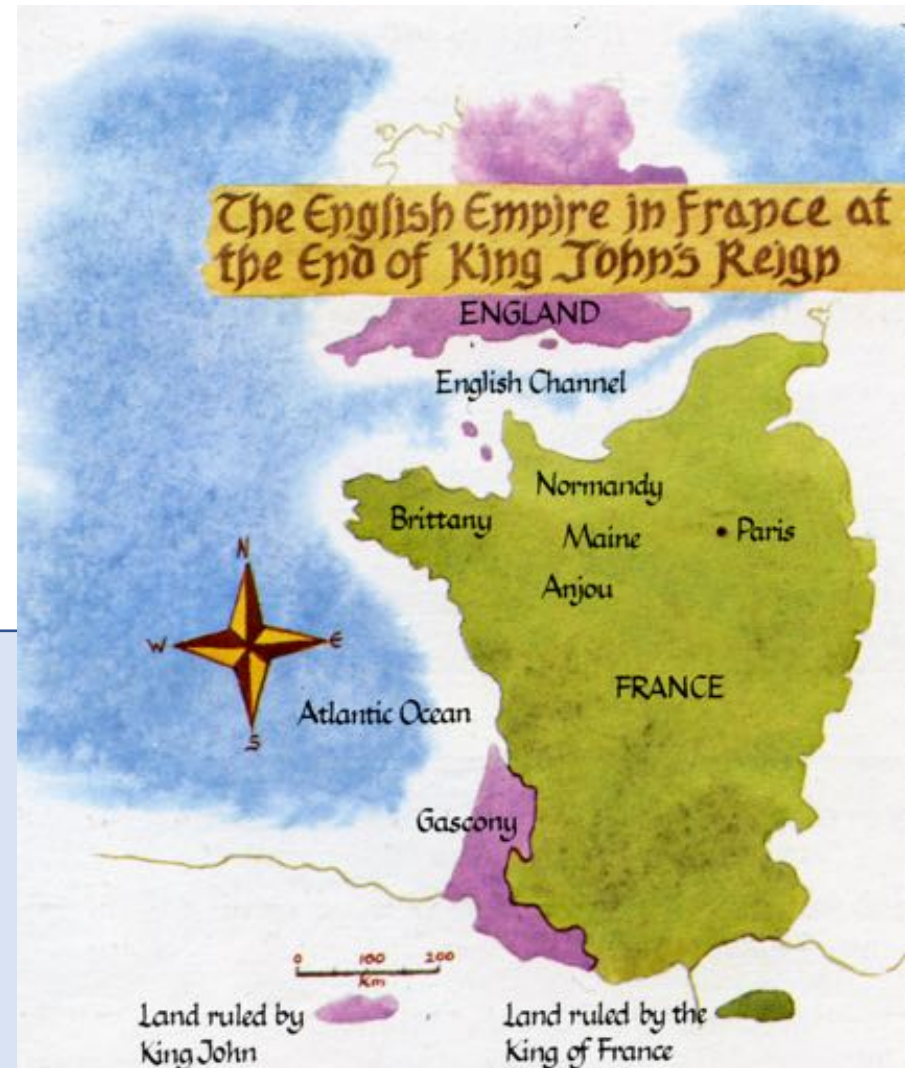 The English Empire in France at
the End of King John's Reign
ENGLAND
English Channel
Normandy
Brittany
Maine
Paris
Anjou
N
W
E
S
FRANCE
Atlantic Ocean
Gascony
0 100 200
Km
Land ruled by
King John
Land ruled by the
King of France